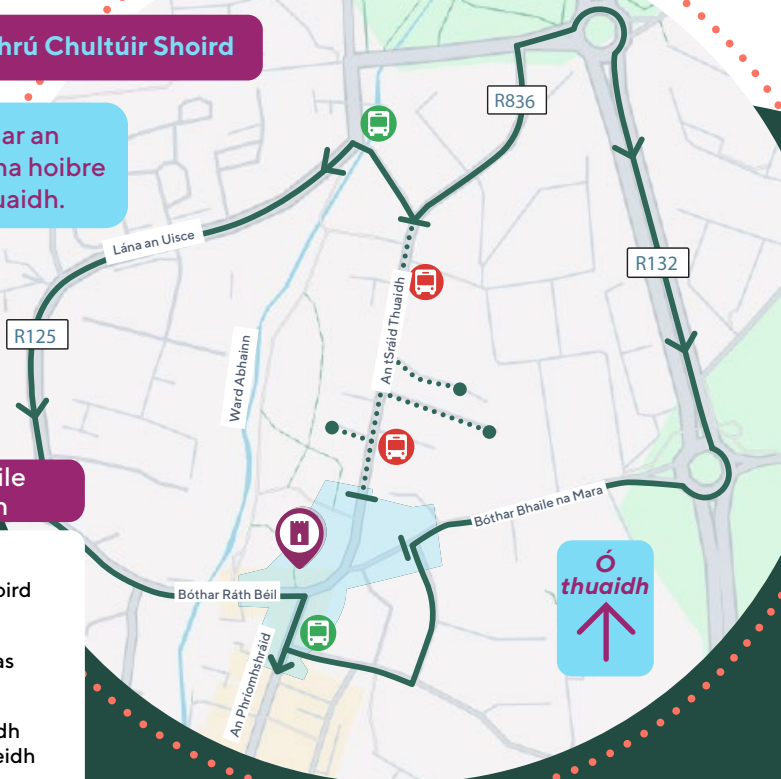 hrú Chultúir Shoird
ar an
na hoibre
uaidh.
R836
Lána an Uisce
R132
R125
An tSráid Thuaidh
Ward Abhainn
ile
Bóthar Bhaile na Mara
Ó
thuaidh
Bóthar Ráth Béil
oird
An Phríomhshráid
as
dh
eidh